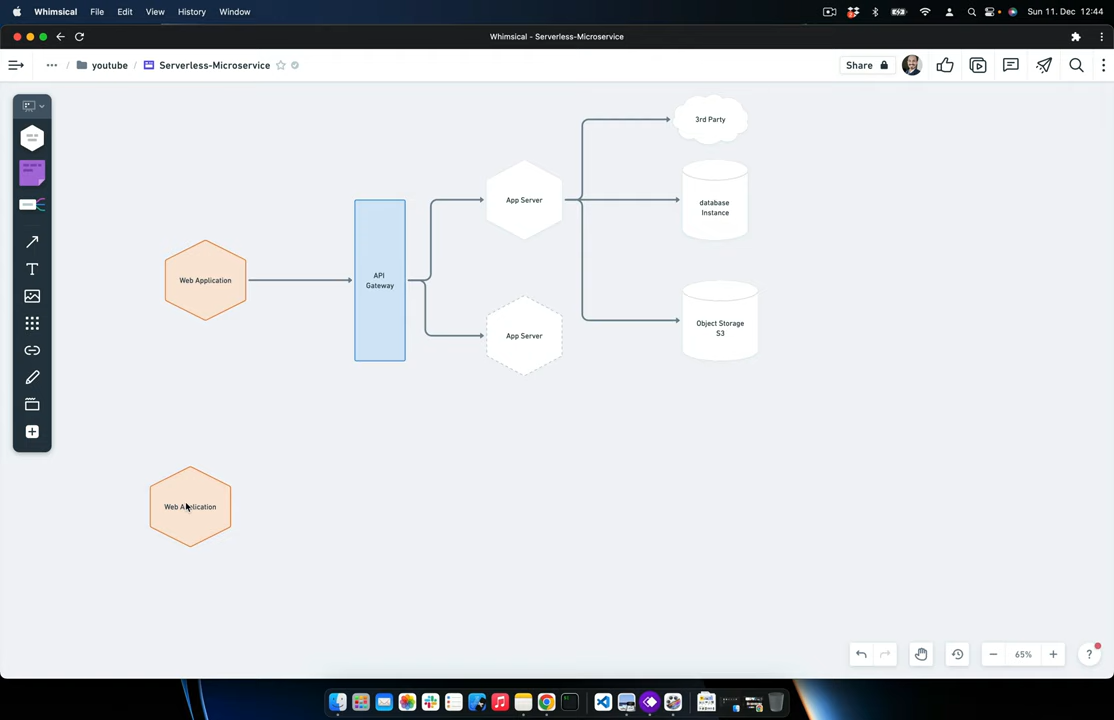 Whimsical File Edit View History Window
Sun 11. Dec 12:44
Whimsical - Serverless-Microservice
... / youtube / Serverless-Microservice
Share
3rd Party
database
Instance
App Server
Web Application
API
Gateway
Object Storage
S3
App Server
Web Application
65%
?